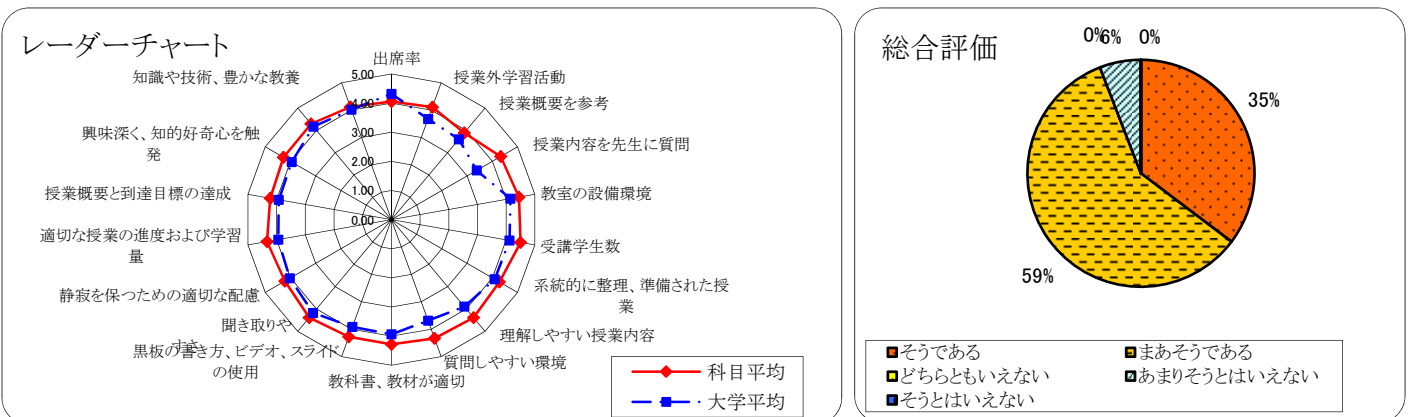 レーダーチャート
出席率
授業外学習活動
授業概要を参考
授業内容を先生に質問
教室の設備環境
受講学生数
系統的に整理、準備された授
業
理解しやすい授業内容
質問しやすい環境
教科書、教材が適切
黒板の書き方、ビデオ、スライド
の使用
聞き取りや
すさ
静寂を保つための適切な配慮
適切な授業の進度および学習
量
授業概要と到達目標の達成
興味深く、知的好奇心を触
発
知識や技術、豊かな教養
5.00
4.00
3.00
2.00
1.00
0.00
科目平均
大学平均
総合評価
0%
6%
0%
35%
59%
そうである
まあそうである
どちらともいえない
あまりそうとはいえない
そうとはいえない